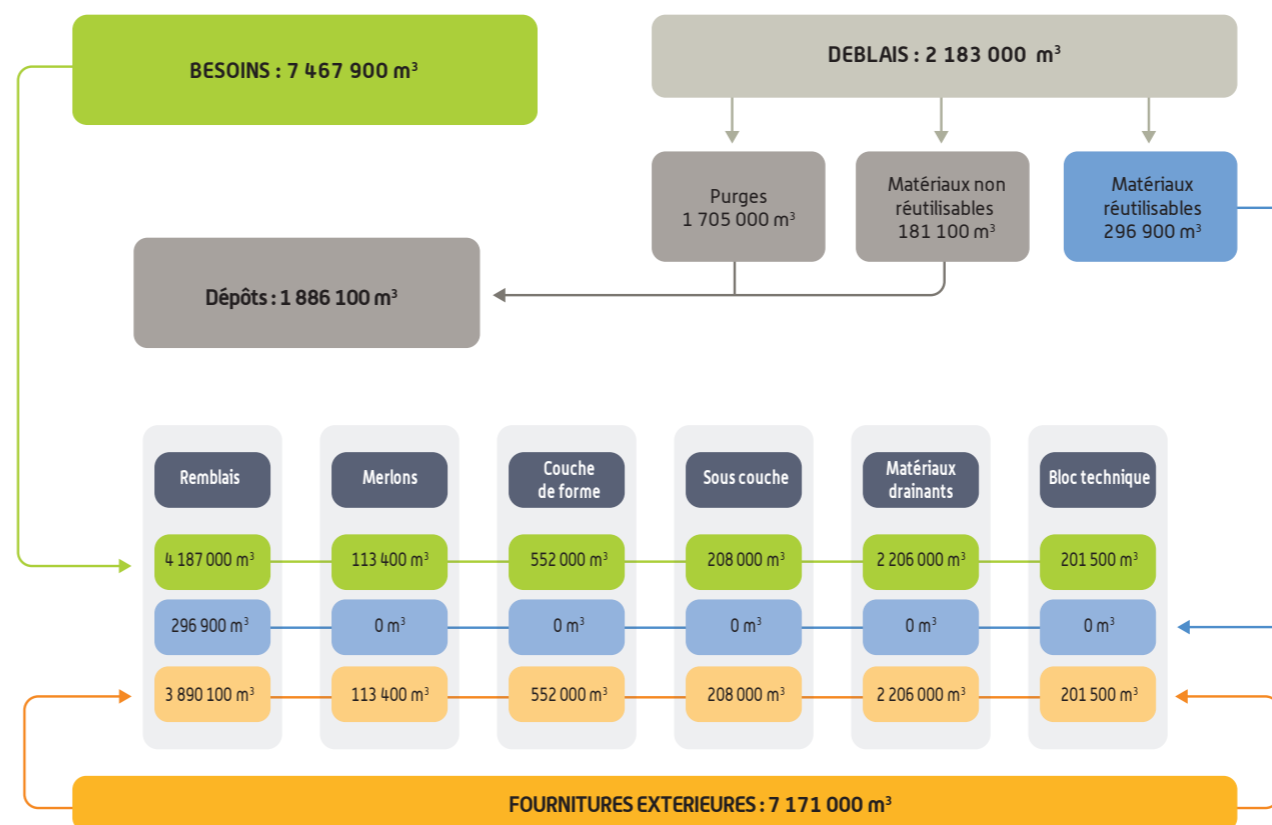 BESOINS : 7 467 900 m³
DEBLAIS : 2 183 000 m³
Purges
1 705 000 m³
Matériaux non
réutilisables
181 100 m³
Matériaux
réutilisables
296 900 m³
Dépôts : 1 886 100 m³
Remblais
Merlons
Couche
de forme
Sous couche
Matériaux
drainants
Bloc technique
4 187 000 m³
113 400 m³
552 000 m³
208 000 m³
2 206 000 m³
201 500 m³
296 900 m³
0 m³
0 m³
0 m³
0 m³
0 m³
3 890 100 m³
113 400 m³
552 000 m³
208 000 m³
2 206 000 m³
201 500 m³
FOURNITURES EXTERIEURES : 7 171 000 m³